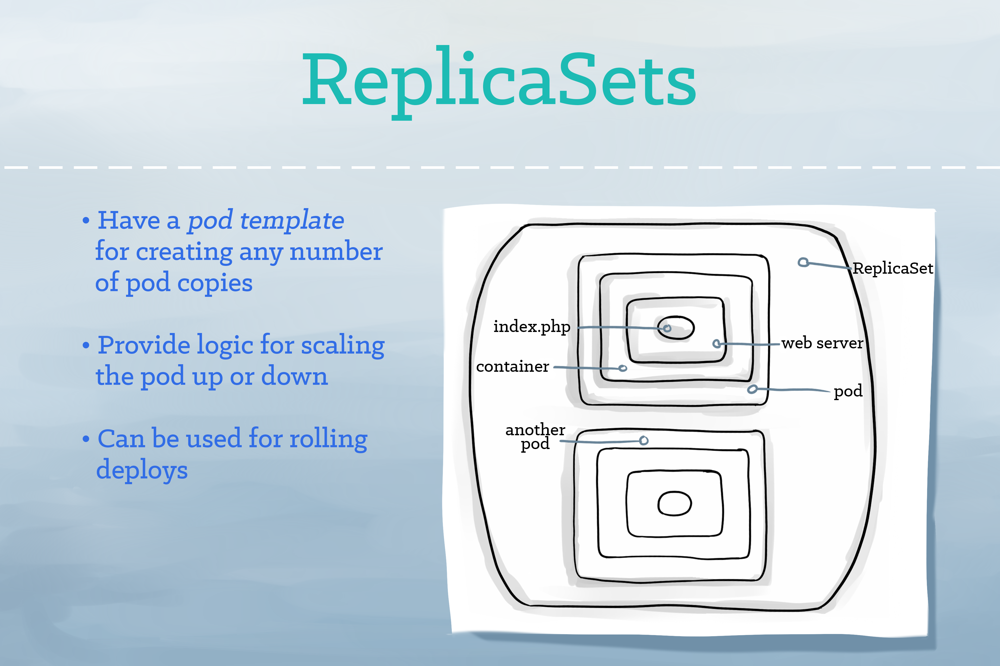 ReplicaSets
• Have a pod template
for creating any number
of pod copies
• Provide logic for scaling
the pod up or down
• Can be used for rolling
deploys
ReplicaSet
index.php
web server
container
pod
another
pod